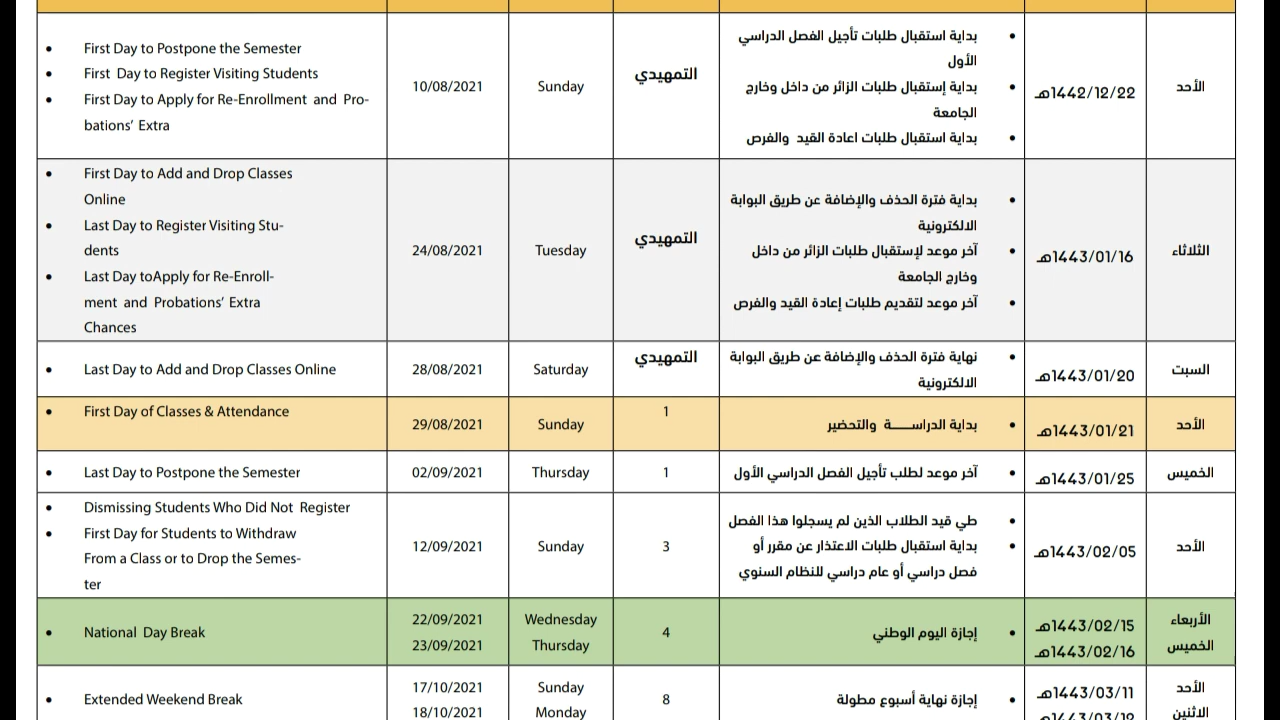 • First Day to Postpone the Semester
• First Day to Register Visiting Students
• First Day to Apply for Re-Enrollment and Pro-
bations’ Extra
10/08/2021
Sunday
التمهيدي
• بداية استقبال طلبات تأجيل الفصل الدراسي
الأول
• بداية إستقبال طلبات الزائر من داخل وخارج
الجامعة
• بداية استقبال طلبات اعادة القيد والفرص
1442/12/22هـ
الأحد
• First Day to Add and Drop Classes
Online
• Last Day to Register Visiting Stu-
dents
• Last Day toApply for Re-Enroll-
ment and Probations’ Extra
Chances
24/08/2021
Tuesday
التمهيدي
• بداية فترة الحذف والإضافة عن طريق البوابة
الالكترونية
• آخر موعد لإستقبال طلبات الزائر من داخل
وخارج الجامعة
• آخر موعد لتقديم طلبات إعادة القيد والفرص
1443/01/16هـ
الثلاثاء
• Last Day to Add and Drop Classes Online
28/08/2021
Saturday
التمهيدي
• نهاية فترة الحذف والإضافة عن طريق البوابة
الالكترونية
1443/01/20هـ
السبت
• First Day of Classes & Attendance
29/08/2021
Sunday
1
• بداية الدراســـــة والتحضير
1443/01/21هـ
الأحد
• Last Day to Postpone the Semester
02/09/2021
Thursday
1
• آخر موعد لطلب تأجيل الفصل الدراسي الأول
1443/01/25هـ
الخميس
• Dismissing Students Who Did Not Register
• First Day for Students to Withdraw
From a Class or to Drop the Semes-
ter
12/09/2021
Sunday
3
• طي قيد الطلاب الذين لم يسجلوا هذا الفصل
• بداية استقبال طلبات الاعتذار عن مقرر أو
فصل دراسي أو عام دراسي للنظام السنوي
1443/02/05هـ
الأحد
• National Day Break
22/09/2021
23/09/2021
Wednesday
Thursday
4
• إجازة اليوم الوطني
1443/02/15هـ
1443/02/16هـ
الأربعاء
الخميس
• Extended Weekend Break
17/10/2021
18/10/2021
Sunday
Monday
8
• إجازة نهاية أسبوع مطولة
1443/03/11هـ
1443/03/12هـ
الأحد
الاثنين